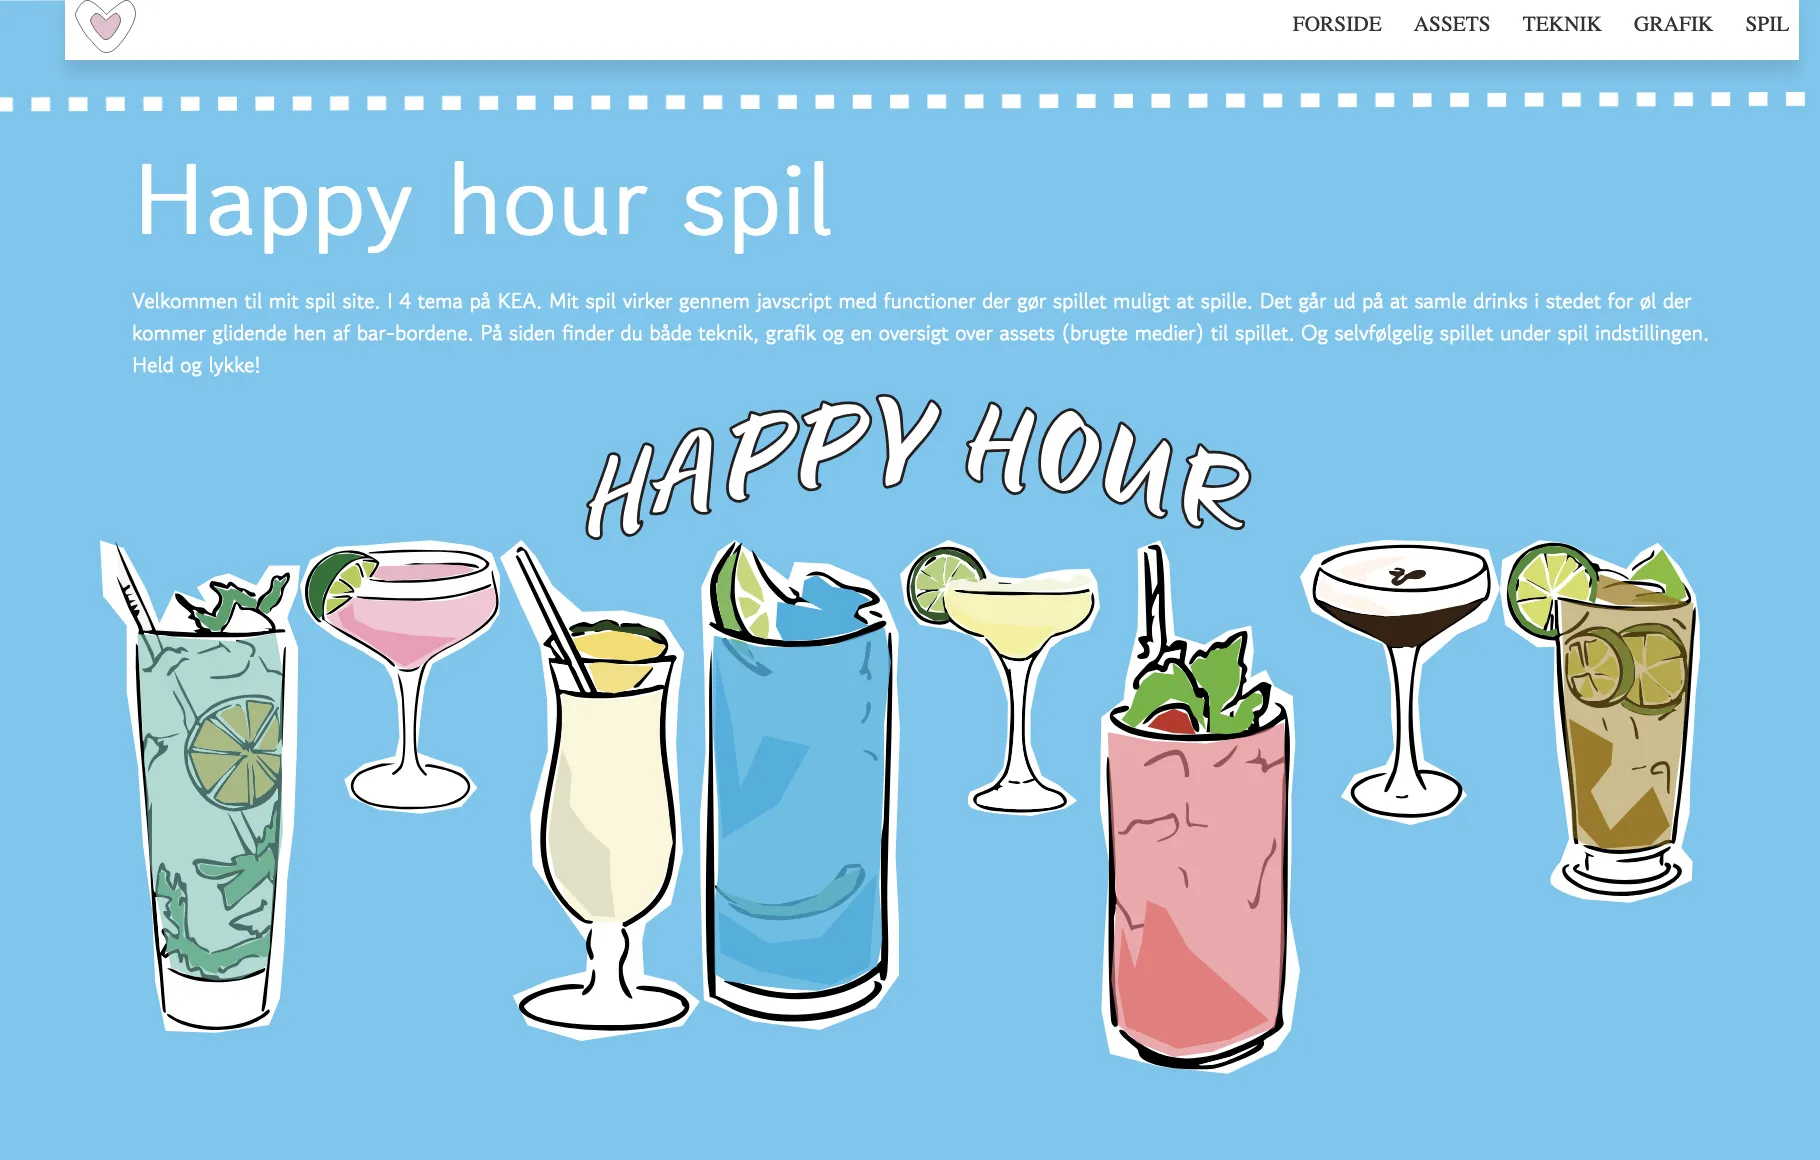 FORSIDE ASSETS TEKNIK GRAFIK SPIL
Happy hour spil
Velkommen til mit spil site. I 4 tema på KEA. Mit spil virker gennem javscript med functioner der gør spillet muligt at spille. Det går ud på at samle drinks i stedet for øl der
kommer glidende hen af bar-bordene. På siden finder du både teknik, grafik og en oversigt over assets (brugte medier) til spillet. Og selvfølgelig spillet under spil indstillingen.
Held og lykke!
HAPPY HOUR